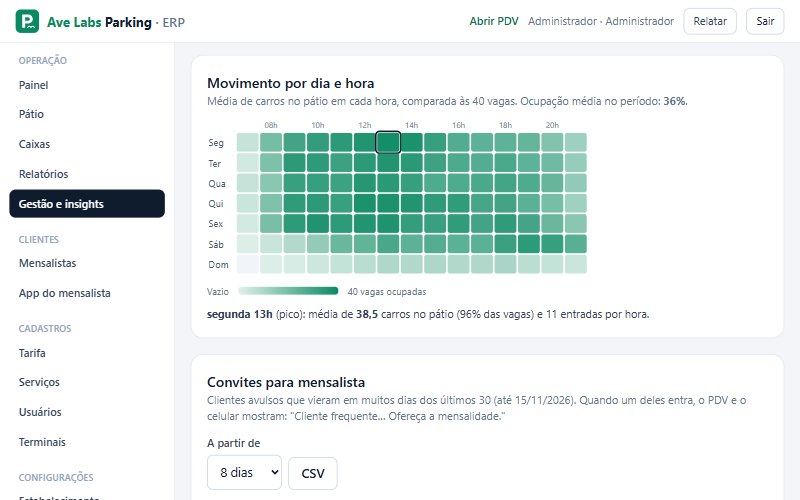 Ave Labs Parking · ERP
Abrir PDV
Administrador · Administrador
Relatar
Sair
OPERAÇÃO
Painel
Pátio
Caixas
Relatórios
Gestão e insights
CLIENTES
Mensalistas
App do mensalista
CADASTROS
Tarifa
Serviços
Usuários
Terminais
CONFIGURAÇÕES
Movimento por dia e hora
Média de carros no pátio em cada hora, comparada às 40 vagas. Ocupação média no período: 36%.
08h 10h 12h 14h 16h 18h 20h
Seg
Ter
Qua
Qui
Sex
Sáb
Dom
Vazio 40 vagas ocupadas
segunda 13h (pico): média de 38,5 carros no pátio (96% das vagas) e 11 entradas por hora.
Convites para mensalista
Clientes avulsos que vieram em muitos dias dos últimos 30 (até 15/11/2026). Quando um deles entra, o PDV e o
celular mostram: "Cliente frequente... Ofereça a mensalidade."
A partir de
8 dias
CSV